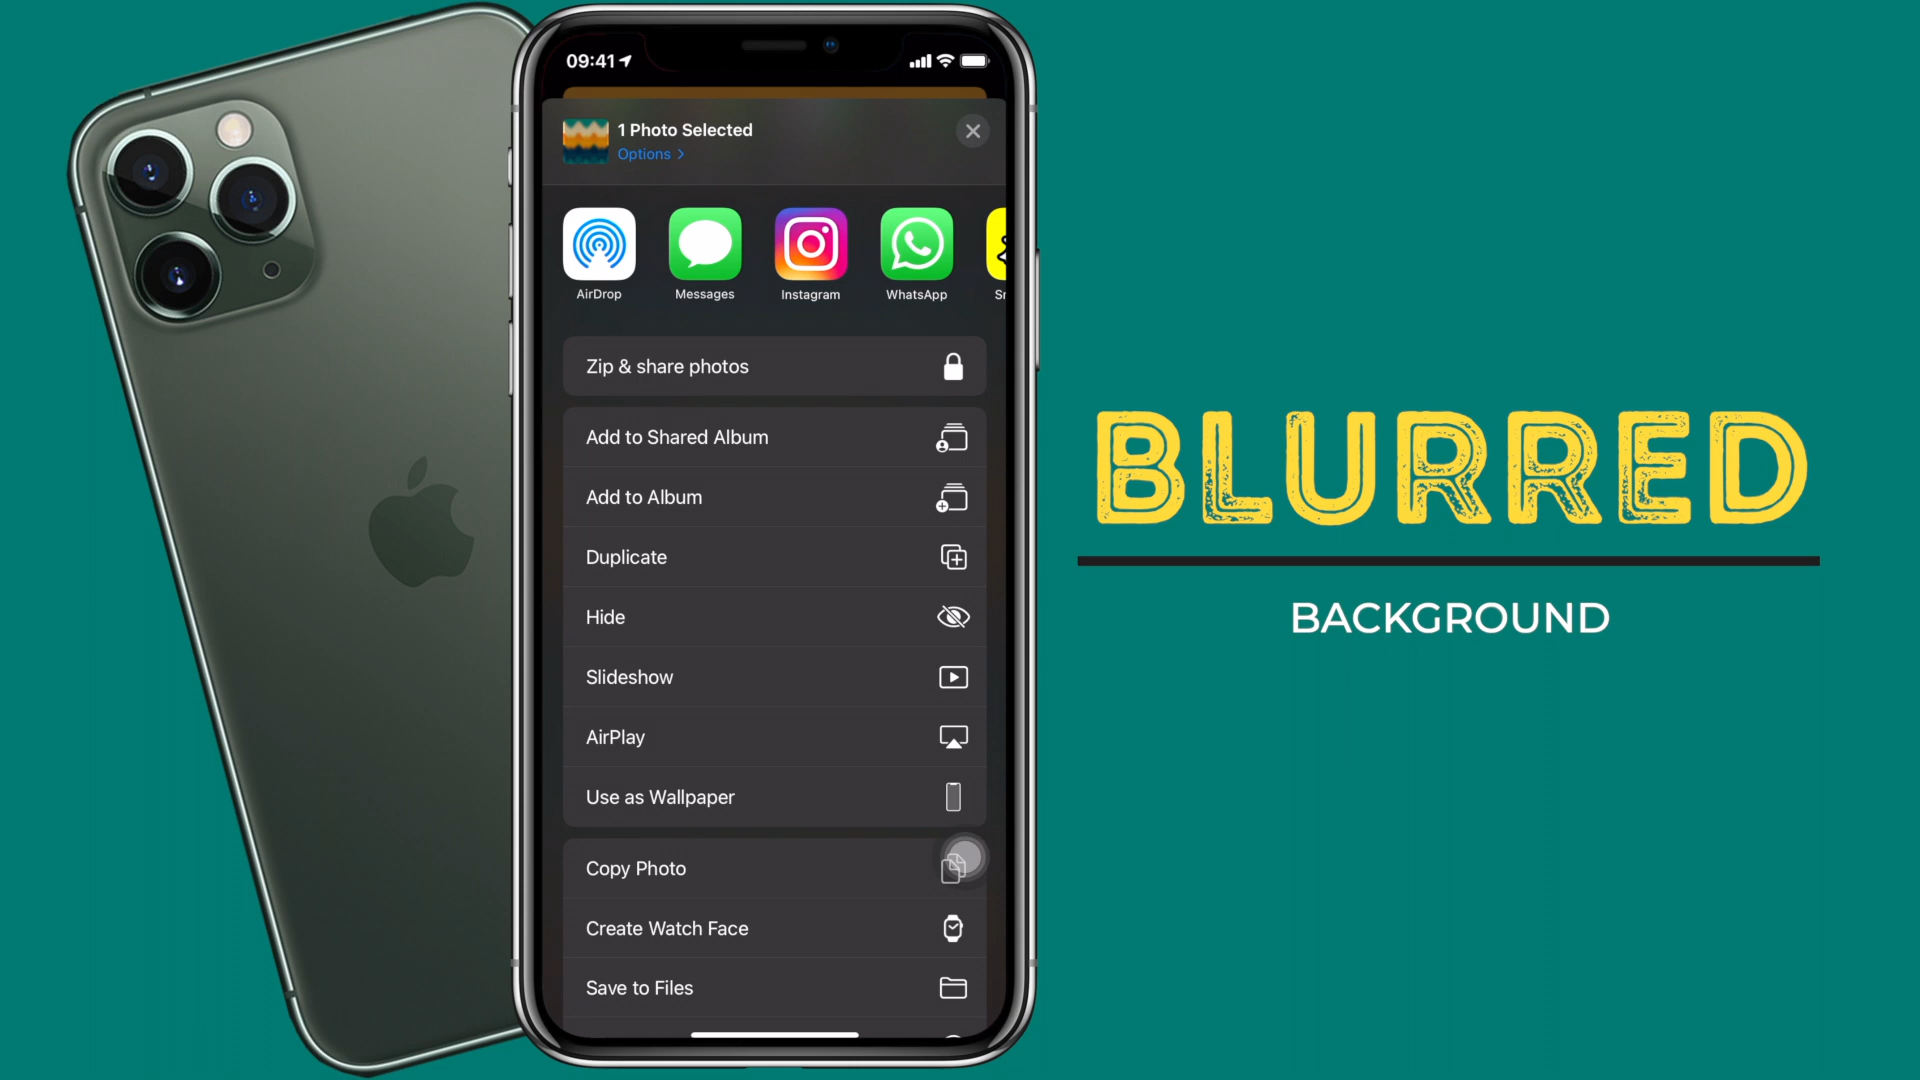 09:41
1 Photo Selected
Options >
AirDrop
Messages
Instagram
WhatsApp
Zip & share photos
Add to Shared Album
Add to Album
Duplicate
Hide
Slideshow
AirPlay
Use as Wallpaper
Copy Photo
Create Watch Face
Save to Files
BLURRED
BACKGROUND